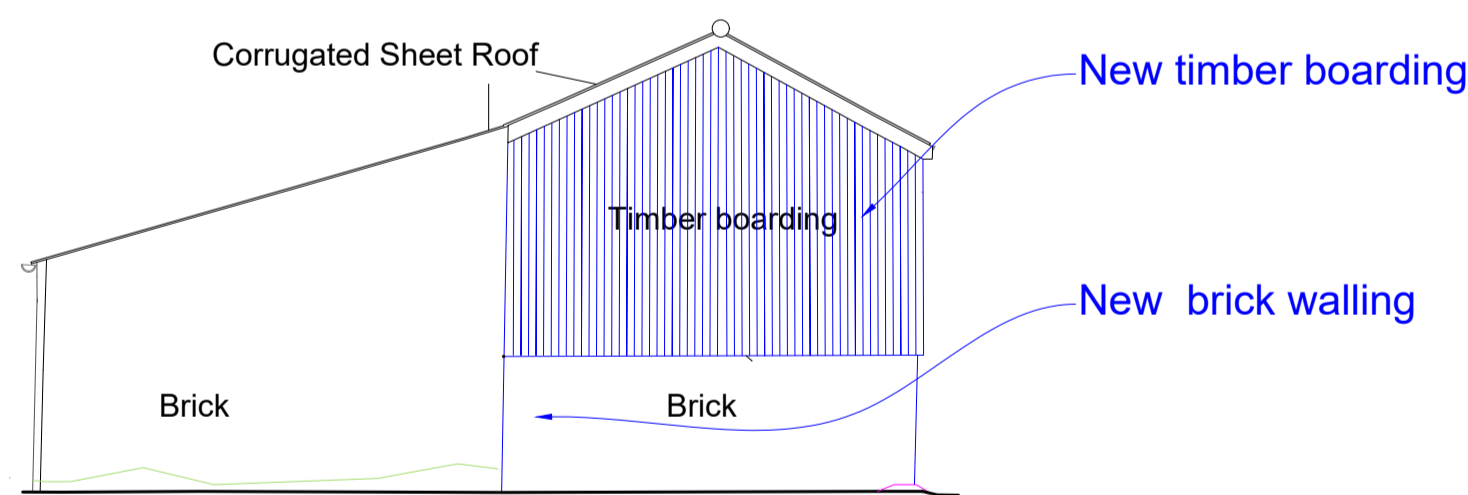 Corrugated Sheet Roof
New timber boarding
Timber boarding
New brick walling
Brick
Brick